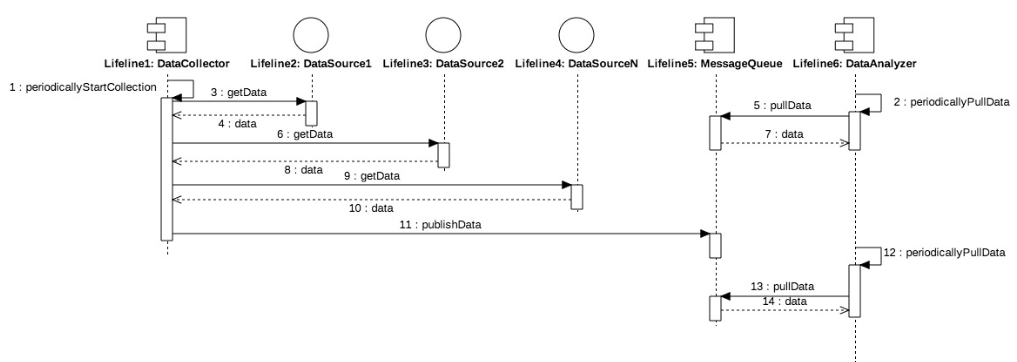 Lifeline1: DataCollector
Lifeline2: DataSource1
Lifeline3: DataSource2
Lifeline4: DataSourceN
Lifeline5: MessageQueue
Lifeline6: DataAnalyzer
1 : periodicallyStartCollection
3 : getData
2 : periodicallyPullData
5 : pullData
4 : data
6 : getData
7 : data
8 : data
9 : getData
10 : data
11 : publishData
12 : periodicallyPullData
13 : pullData
14 : data